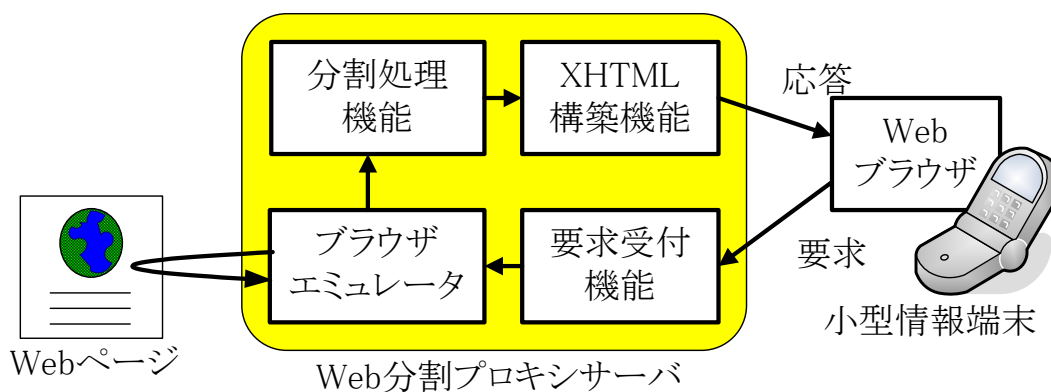 分割処理
機能
XHTML
構築機能
応答
Web
ブラウザ
ブラウザ
エミュレータ
要求受付
機能
要求
小型情報端末
Webページ
Web分割プロキシサーバ